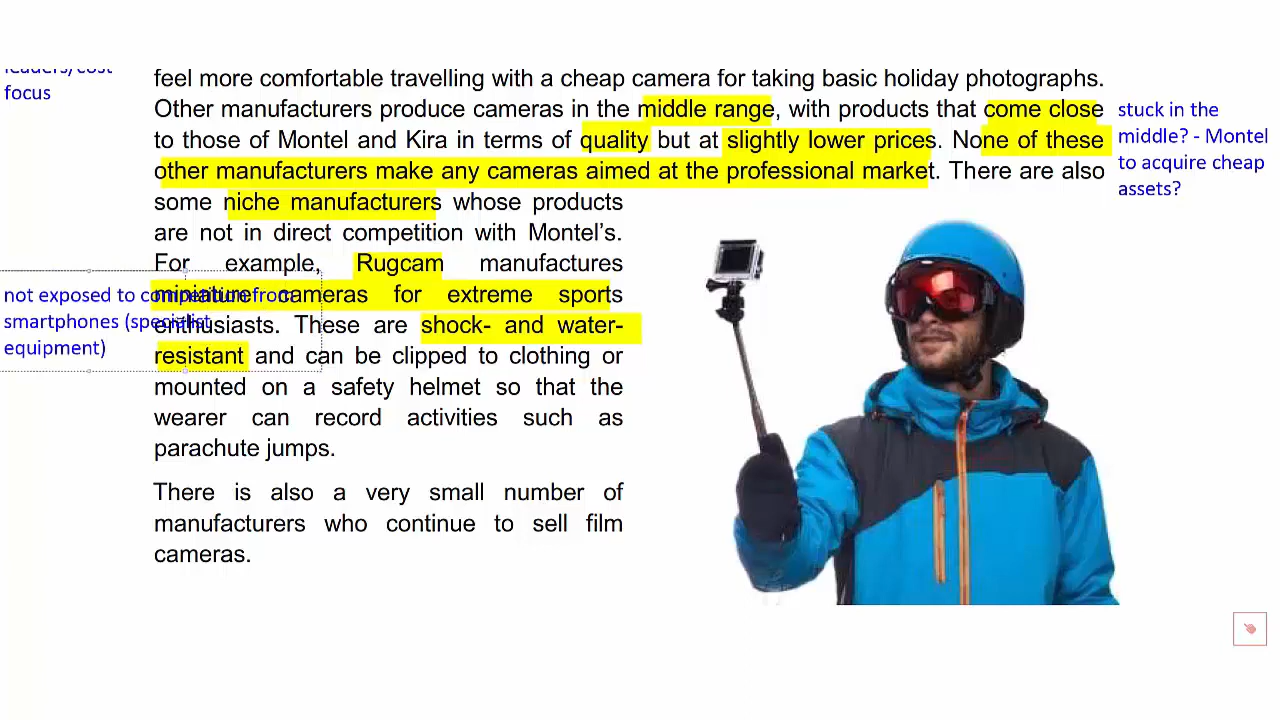 leaders/cost
focus
feel more comfortable travelling with a cheap camera for taking basic holiday photographs.
Other manufacturers produce cameras in the middle range, with products that come close
to those of Montel and Kira in terms of quality but at slightly lower prices. None of these
other manufacturers make any cameras aimed at the professional market. There are also
stuck in the
middle? - Montel
to acquire cheap
assets?
some niche manufacturers whose products
are not in direct competition with Montel's.
For example, Rugcam manufactures
miniature cameras for extreme sports
enthusiasts. These are shock- and water-
resistant and can be clipped to clothing or
mounted on a safety helmet so that the
wearer can record activities such as
parachute jumps.
not exposed to competition from
smartphones (specialist
equipment)
There is also a very small number of
manufacturers who continue to sell film
cameras.